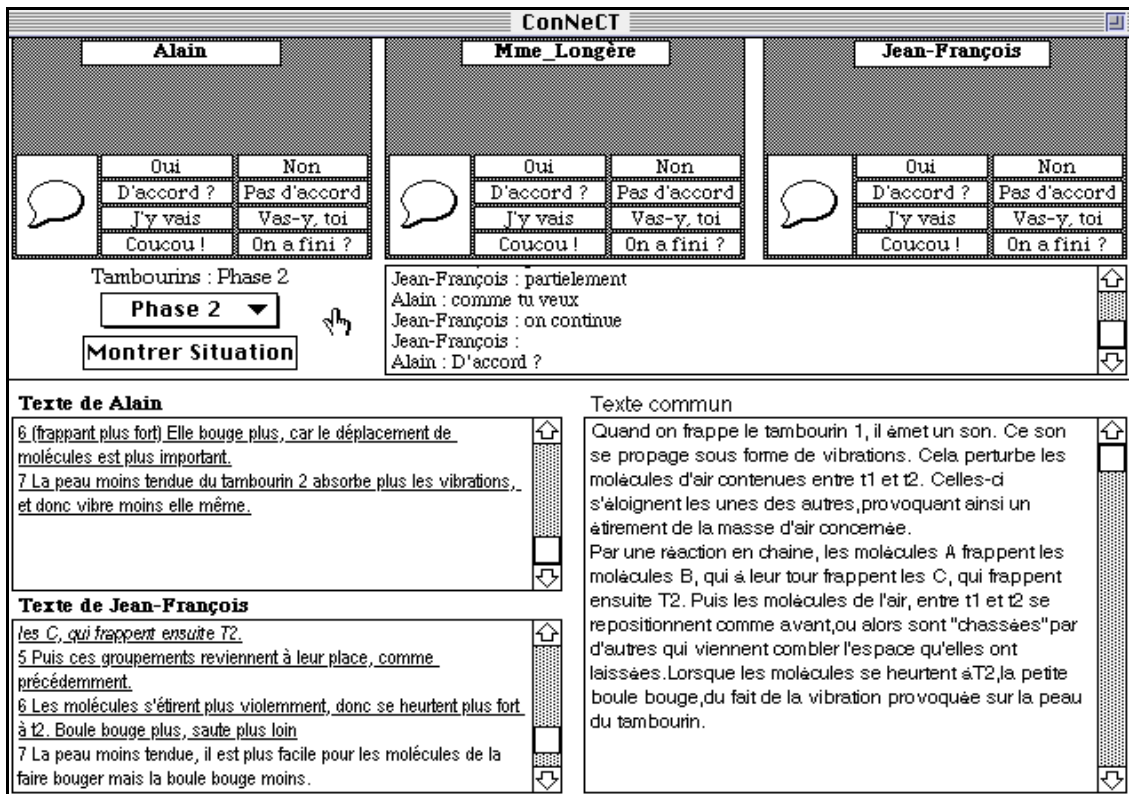 ConNeCT
Alain
Mme_Longère
Jean-François
Oui Non
D'accord ? Pas d'accord
J'y vais Vas-y, toi
Coucou ! On a fini ?
Oui Non
D'accord ? Pas d'accord
J'y vais Vas-y, toi
Coucou ! On a fini ?
Oui Non
D'accord ? Pas d'accord
J'y vais Vas-y, toi
Coucou ! On a fini ?
Tambourins : Phase 2
Phase 2
Montrer Situation
Jean-François : partielement
Alain : comme tu veux
Jean-François : on continue
Jean-François :
Alain : D'accord ?
Texte de Alain
6 (frappant plus fort) Elle bouge plus, car le déplacement de
molécules est plus important.
7 La peau moins tendue du tambourin 2 absorbe plus les vibrations,
et donc vibre moins elle même.
Texte de Jean-François
les C, qui frappent ensuite T2.
5 Puis ces groupements reviennent à leur place, comme
précédemment.
6 Les molécules s'étirent plus violemment, donc se heurtent plus fort
à t2. Boule bouge plus, saute plus loin
7 La peau moins tendue, il est plus facile pour les molécules de la
faire bouger mais la boule bouge moins.
Texte commun
Quand on frappe le tambourin 1, il émet un son. Ce son
se propage sous forme de vibrations. Cela perturbe les
molécules d'air contenues entre t1 et t2. Celles-ci
s'éloignent les unes des autres,provoquant ainsi un
étirement de la masse d'air concernée.
Par une réaction en chaine, les molécules A frappent les
molécules B, qui à leur tour frappent les C, qui frappent
ensuite T2. Puis les molécules de l'air, entre t1 et t2 se
repositionnent comme avant,ou alors sont "chassées"par
d'autres qui viennent combler l'espace qu'elles ont
laissées.Lorsque les molécules se heurtent àT2,la petite
boule bouge,du fait de la vibration provoquée sur la peau
du tambourin.